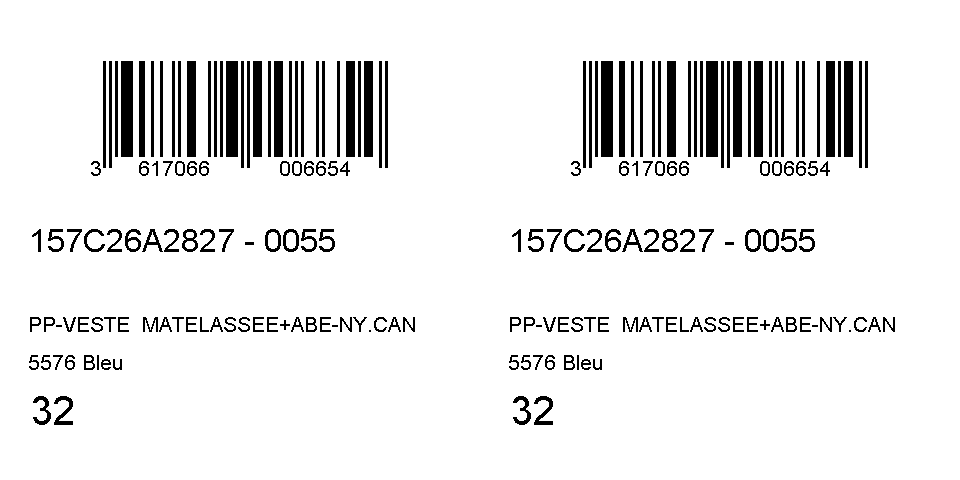 3 617066 006654
157C26A2827 - 0055
PP-VESTE  MATELASSEE+ABE-NY.CAN
5576 Bleu
32
3 617066 006654
157C26A2827 - 0055
PP-VESTE  MATELASSEE+ABE-NY.CAN
5576 Bleu
32